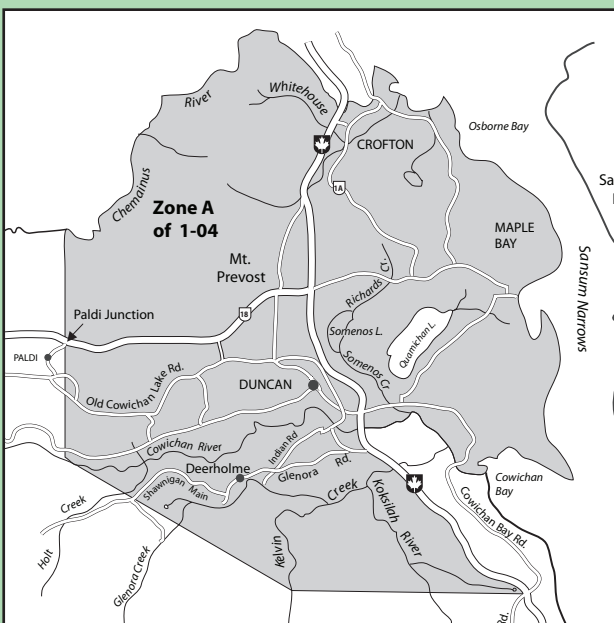 Whitehouse
River
Osborne Bay
CROFTON
Sa
1A
Chemainus
Zone A
of 1-04
MAPLE
BAY
Mt.
Prevost
Richards Cr.
Sansum Narrows
18
Paldi Junction
Somenos L.
Quamichan L.
PALDI
Somenos Cr
DUNCAN
Old Cowichan Lake Rd.
Cowichan River
Indian Rd
Deerholme
Glenora Rd.
Shawnigan Main
Cowichan
Bay
Creek
Creek
Koksilah River
Cowichan Bay Rd.
Holt
Kelvin
Glenora Creek
Rd.